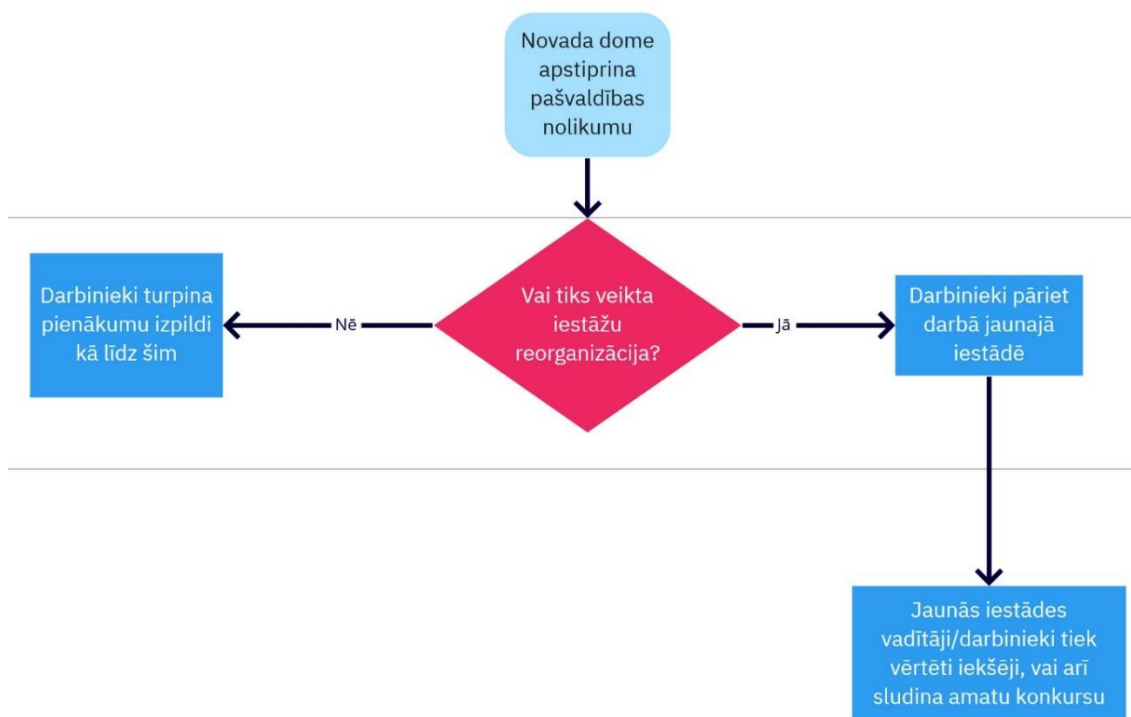 Novada dome
apstiprina
pašvaldības
nolikumu
Darbinieki turpina
pienākumu izpildi
kā līdz šim
Nē
Vai tiks veikta
iestāžu
reorganizācija?
Jā
Darbinieki pāriet
darbā jaunajā
iestādē
Jaunās iestādes
vadītāji/darbinieki tiek
vērtēti iekšēji, vai arī
sludina amatu konkursu